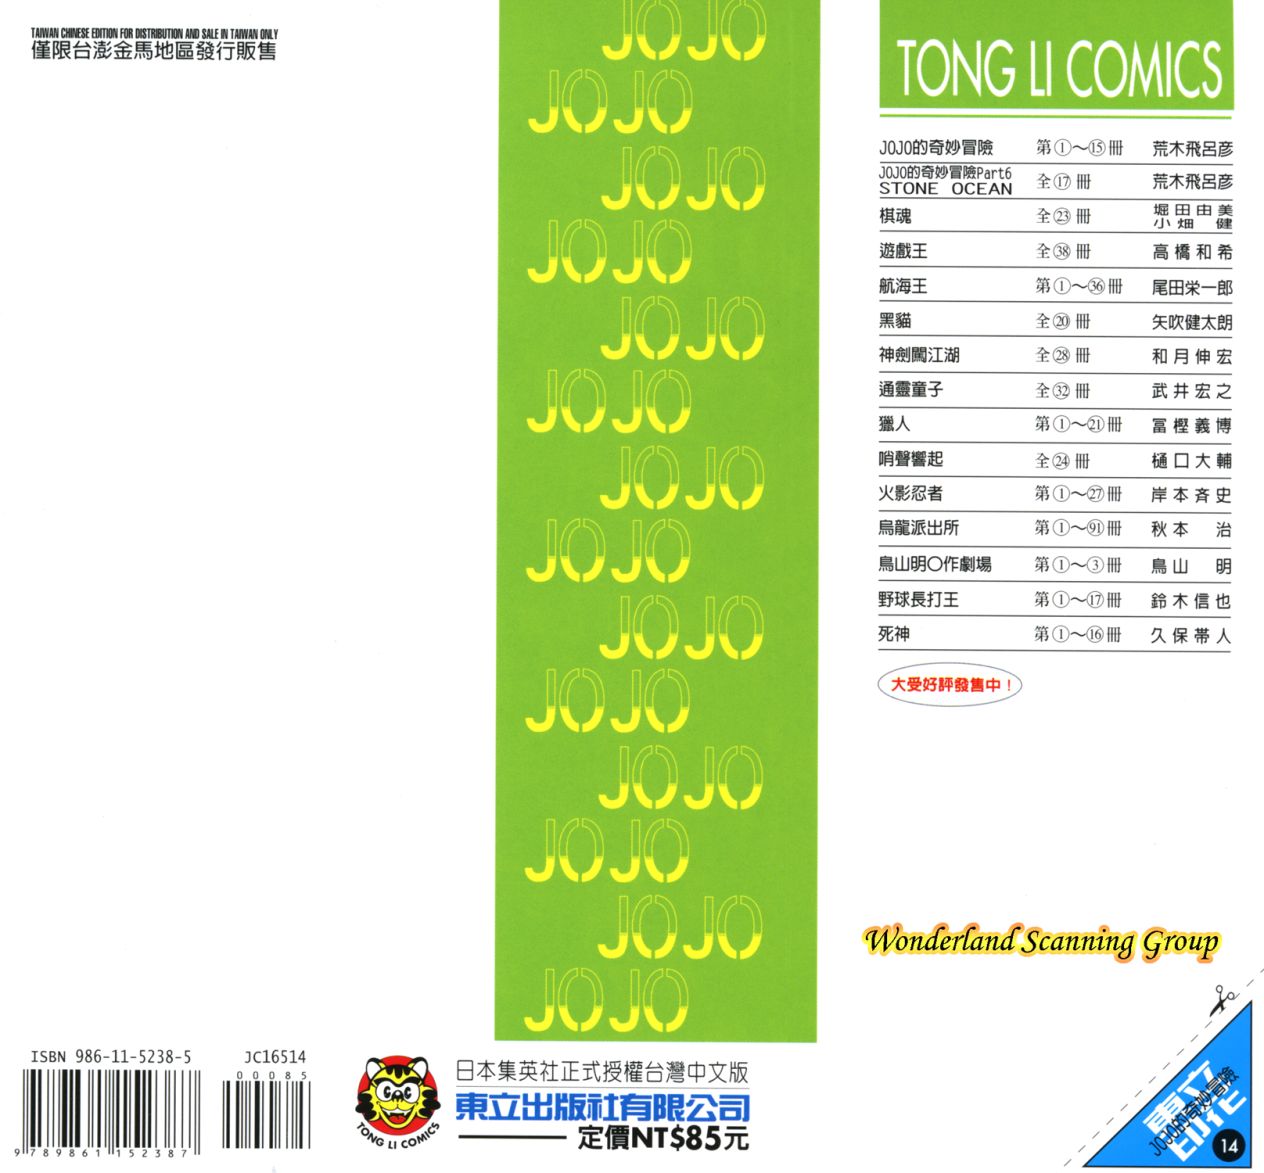 TAIWAN CHINESE EDITION FOR DISTRIBUTION AND SALE IN TAIWAN ONLY
僅限台澎金馬地區發行販售
JOJO
JOJO
JOJO
JOJO
JOJO
JOJO
JOJO
JOJO
JOJO
JOJO
JOJO
JOJO
JOJO
JOJO
TONG LI COMICS
JOJO的奇妙冒險 第①~⑮冊 荒木飛呂彥
JOJO的奇妙冒險Part6
STONE OCEAN 全⑰冊 荒木飛呂彥
棋魂 全㉓冊 堀田由美
小畑 健
遊戲王 全㊳冊 高橋和希
航海王 第①~㊱冊 尾田栄一郎
黑貓 全⑳冊 矢吹健太朗
神劍闖江湖 全㉘冊 和月伸宏
通靈童子 全㉜冊 武井宏之
獵人 第①~㉑冊 冨樫義博
哨聲響起 全㉔冊 樋口大輔
火影忍者 第①~㉗冊 岸本斉史
烏龍派出所 第①~91冊 秋本 治
鳥山明〇作劇場 第①~③冊 鳥山 明
野球長打王 第①~⑰冊 鈴木信也
死神 第①~⑯冊 久保帯人
大受好評發售中!
Wonderland Scanning Group
ISBN 986-11-5238-5
9 789861 152387
JC16514
00085
TONG LI COMICS
日本集英社正式授權台灣中文版
東立出版社有限公司
定價NT$85元
東立
印花
JOJO的奇妙冒險
14